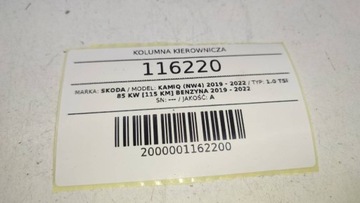 KOLUMNA KIEROWNICZA
116220
MARKA: SKODA / MODEL: KAMIQ (NW4) 2019 - 2022 / TYP: 1.0 TSI
85 KW [115 KM] BENZYNA 2019 - 2022
SN: --- / JAKOŚĆ: A
2000001162200